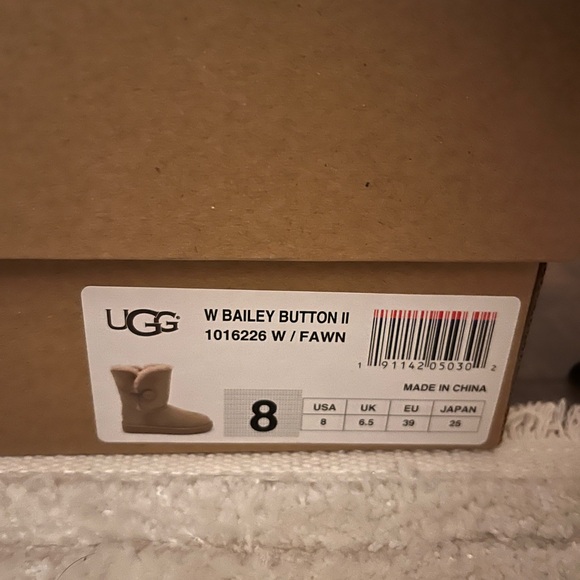 UGG
W BAILEY BUTTON II
1016226 W / FAWN
1 91142 05030 2
MADE IN CHINA
8
USA UK EU JAPAN
8 6.5 39 25